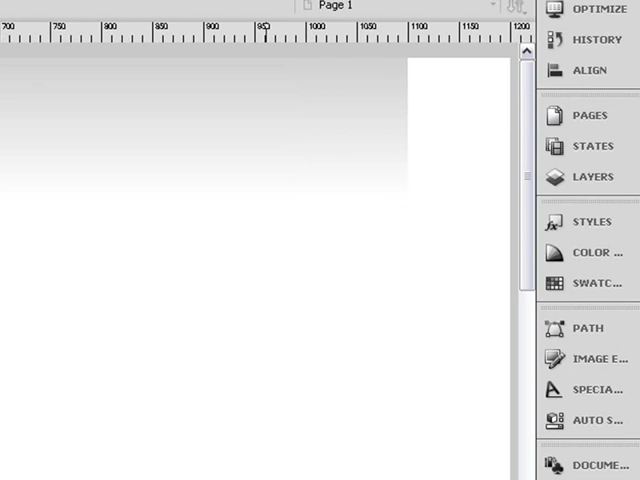 Page 1
700 750 800 850 900 950 1000 1050 1100 1150 1200
OPTIMIZE
HISTORY
ALIGN
PAGES
STATES
LAYERS
fx STYLES
COLOR ...
SWATC...
PATH
IMAGE E...
SPECIA...
AUTO S...
DOCUME...